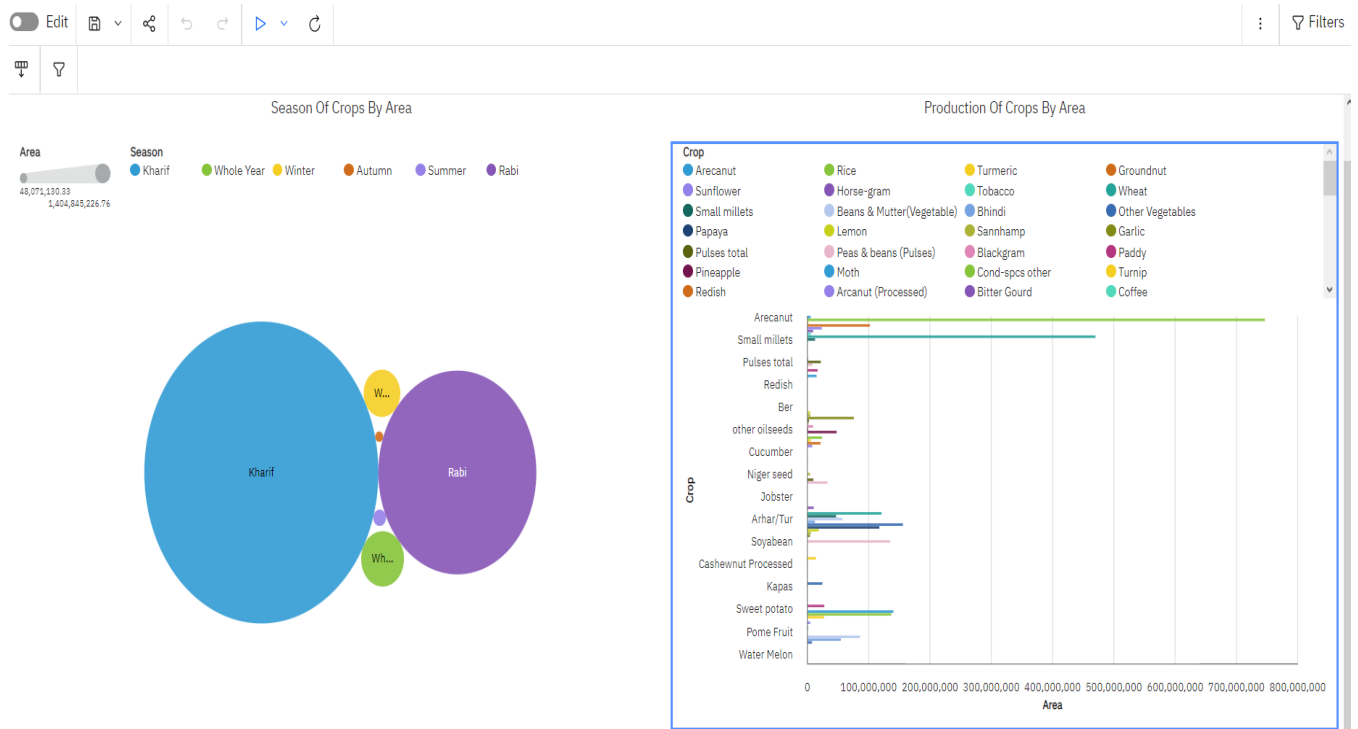 Edit
Filters
Season Of Crops By Area
Area
48,071,130.33
1,404,845,226.76
Season
Kharif Whole Year Winter Autumn Summer Rabi
Kharif
W...
Rabi
Wh...
Production Of Crops By Area
Crop
Arecanut Rice Turmeric Groundnut
Sunflower Horse-gram Tobacco Wheat
Small millets Beans & Mutter(Vegetable) Bhindi Other Vegetables
Papaya Lemon Sannhamp Garlic
Pulses total Peas & beans (Pulses) Blackgram Paddy
Pineapple Moth Cond-spcs other Turnip
Redish Arcanut (Processed) Bitter Gourd Coffee
Crop
Arecanut
Small millets
Pulses total
Redish
Ber
other oilseeds
Cucumber
Niger seed
Jobster
Arhar/Tur
Soyabean
Cashewnut Processed
Kapas
Sweet potato
Pome Fruit
Water Melon
0 100,000,000 200,000,000 300,000,000 400,000,000 500,000,000 600,000,000 700,000,000 800,000,000
Area